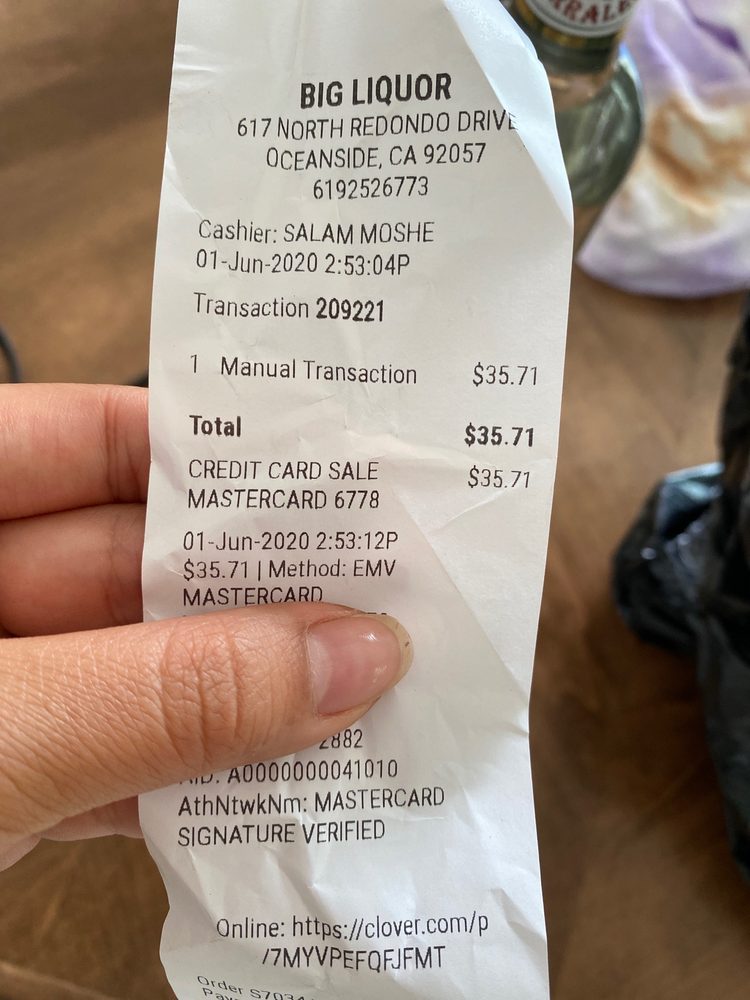 BIG LIQUOR
617 NORTH REDONDO DRIVE
OCEANSIDE, CA 92057
6192526773
Cashier: SALAM MOSHE
01-Jun-2020 2:53:04P
Transaction 209221
1 Manual Transaction $35.71
Total $35.71
CREDIT CARD SALE $35.71
MASTERCARD 6778
01-Jun-2020 2:53:12P
$35.71 | Method: EMV
MASTERCARD
2882
AID: A0000000041010
AthNtwkNm: MASTERCARD
SIGNATURE VERIFIED
Online: https://clover.com/p
/7MYVPEFQFJFMT
Order